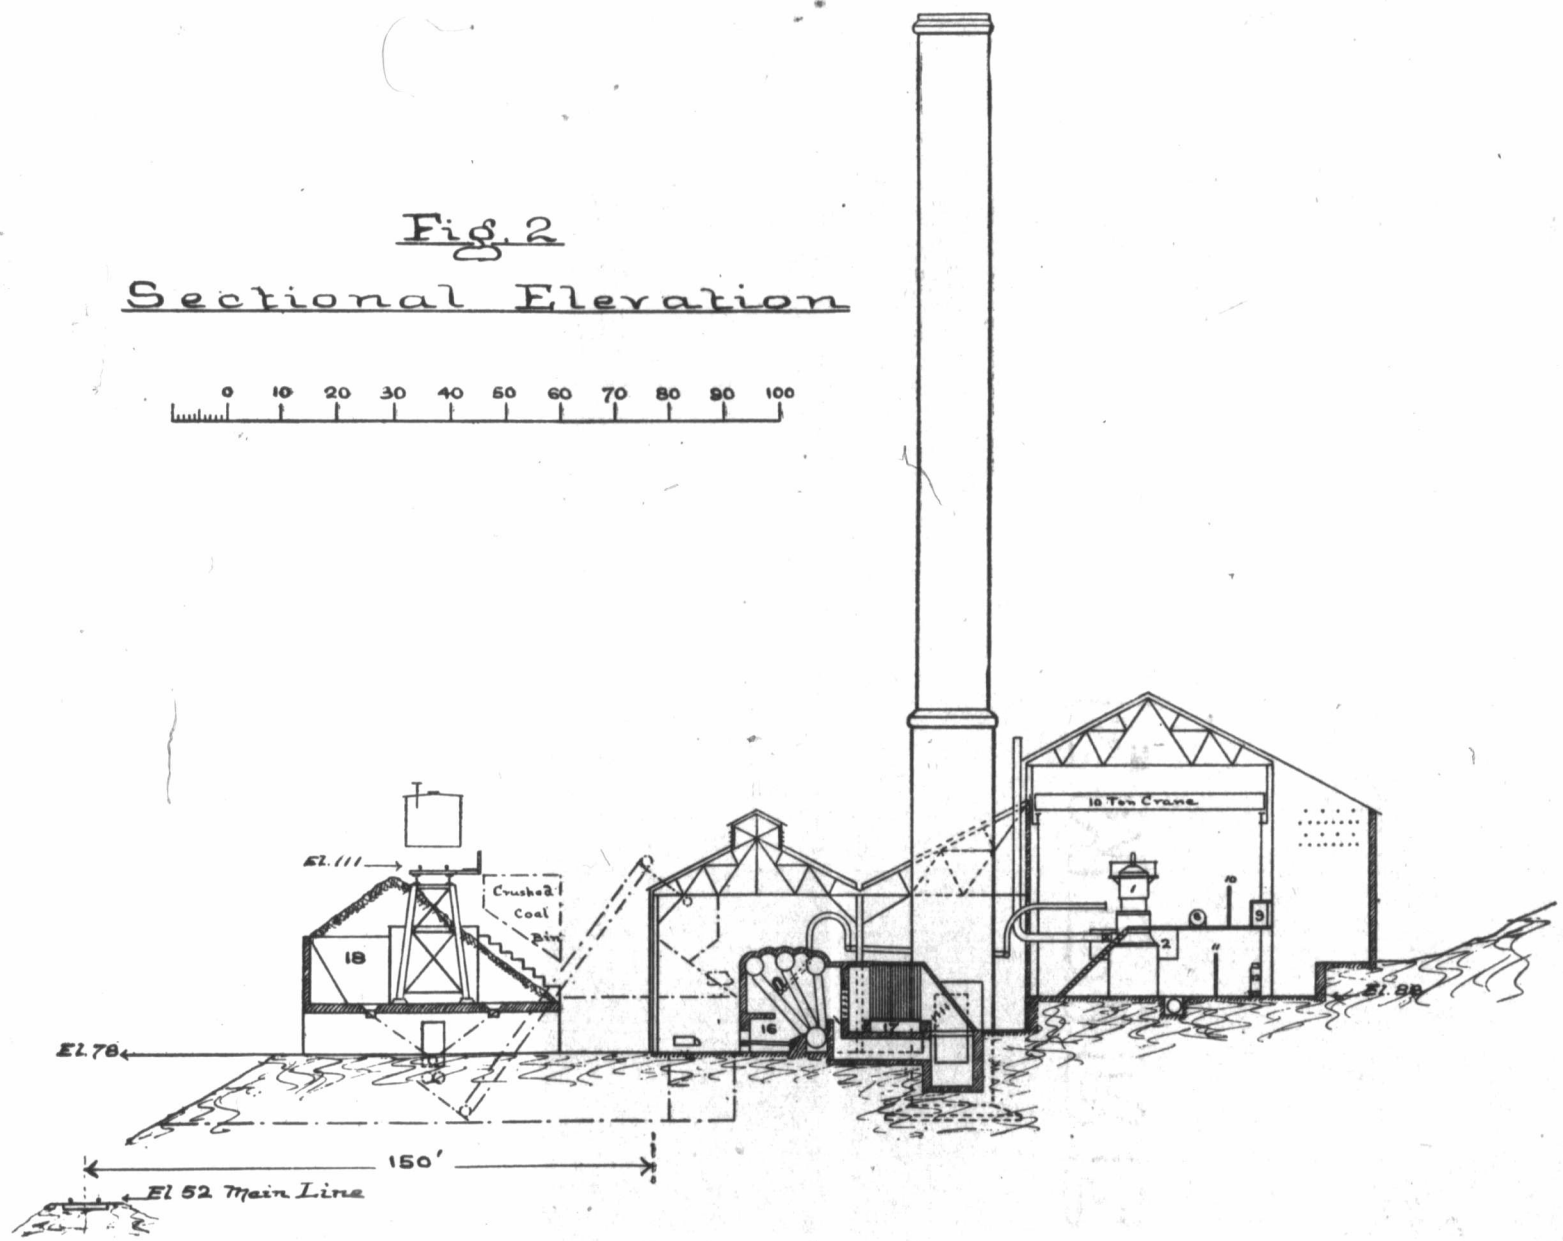 Fig. 2
Sectional Elevation
0 10 20 30 40 50 60 70 80 90 100
10 Ton Crane
El. 111
Crushed
Coal
Bin
1
10
9
2
11
18
16
17
El. 88
El. 78
150'
El 52 Main Line